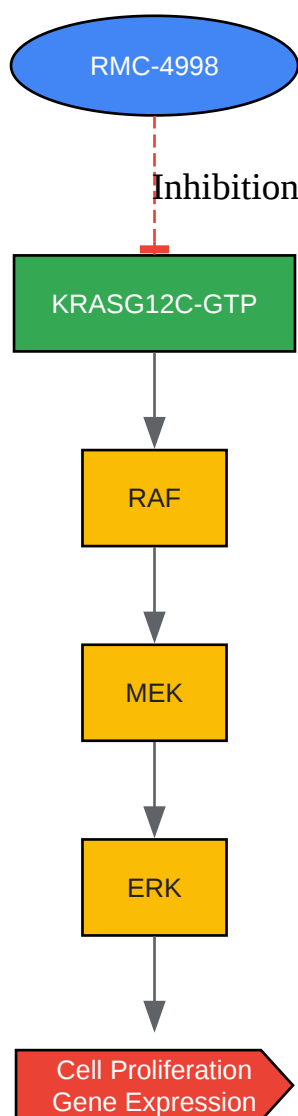 RMC-4998
Inhibition
KRASG12C-GTP
RAF
MEK
ERK
Cell Proliferation
Gene Expression